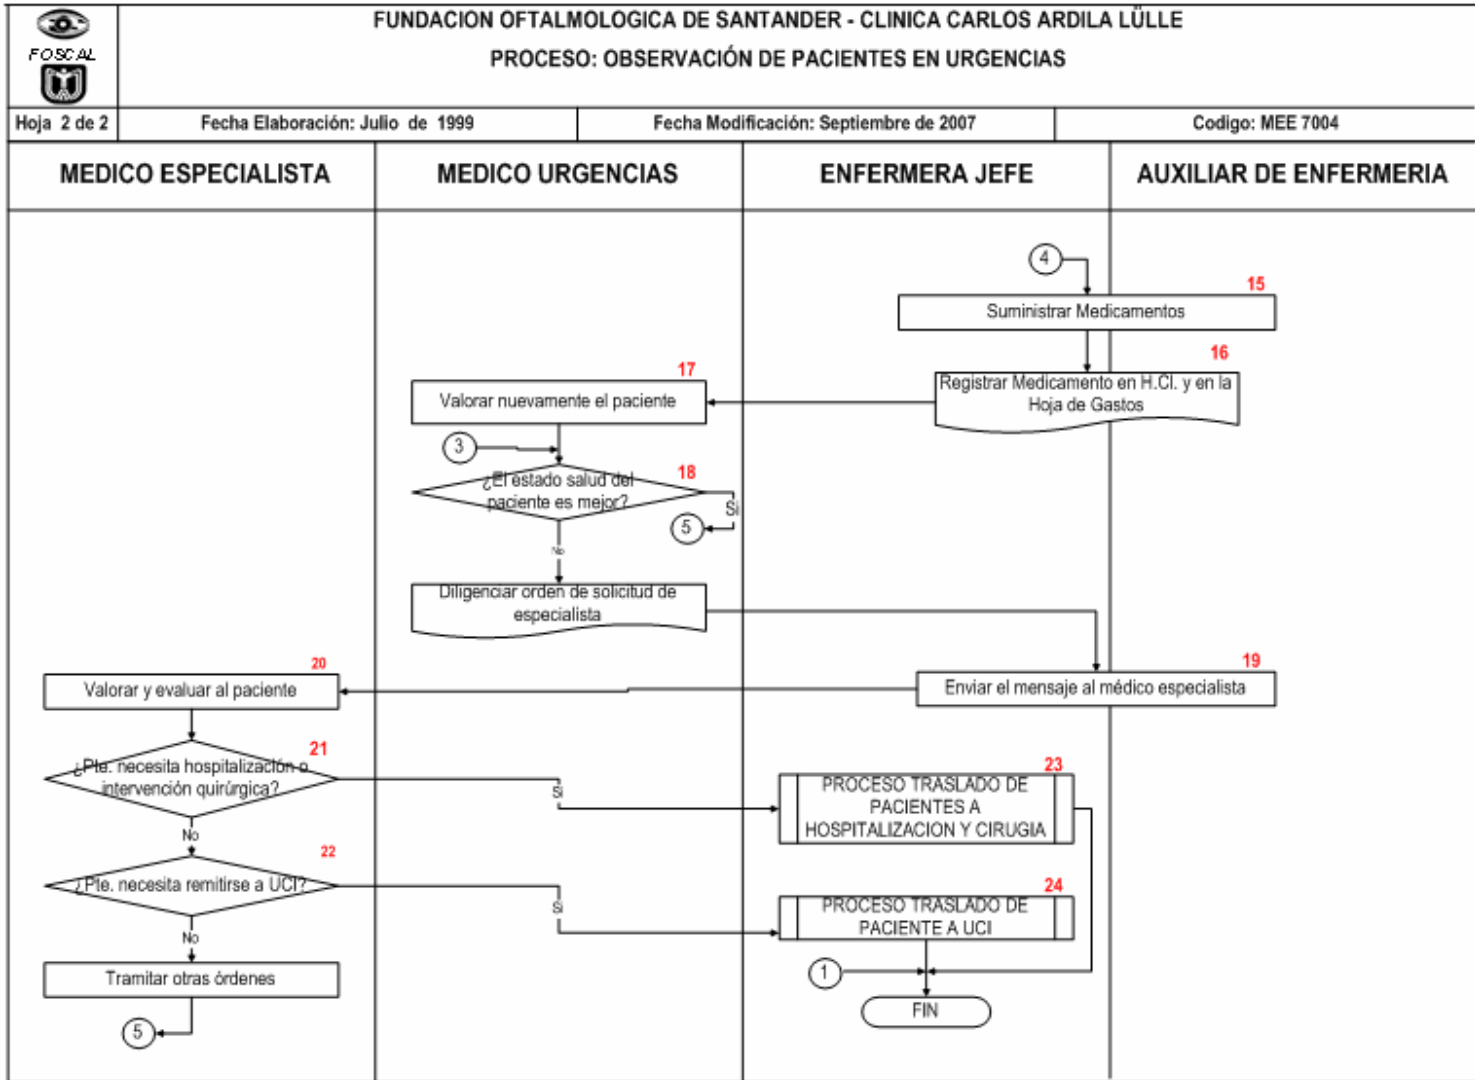 FUNDACION OFTALMOLOGICA DE SANTANDER - CLINICA CARLOS ARDILA LÜLLE
FOSCAL
PROCESO: OBSERVACIÓN DE PACIENTES EN URGENCIAS
Hoja 2 de 2
Fecha Elaboración: Julio de 1999
Fecha Modificación: Septiembre de 2007
Codigo: MEE 7004
MEDICO ESPECIALISTA
MEDICO URGENCIAS
ENFERMERA JEFE
AUXILIAR DE ENFERMERIA
4
15
Suministrar Medicamentos
16
Registrar Medicamento en H.Cl. y en la
Hoja de Gastos
17
Valorar nuevamente el paciente
3
18
¿El estado salud del
paciente es mejor?
Si
5
No
Diligenciar orden de solicitud de
especialista
19
Enviar el mensaje al médico especialista
20
Valorar y evaluar al paciente
21
¿Pte. necesita hospitalización o
intervención quirúrgica?
Si
23
PROCESO TRASLADO DE
PACIENTES A
HOSPITALIZACION Y CIRUGIA
No
22
¿Pte. necesita remitirse a UCI?
Si
24
PROCESO TRASLADO DE
PACIENTE A UCI
No
Tramitar otras órdenes
1
5
FIN